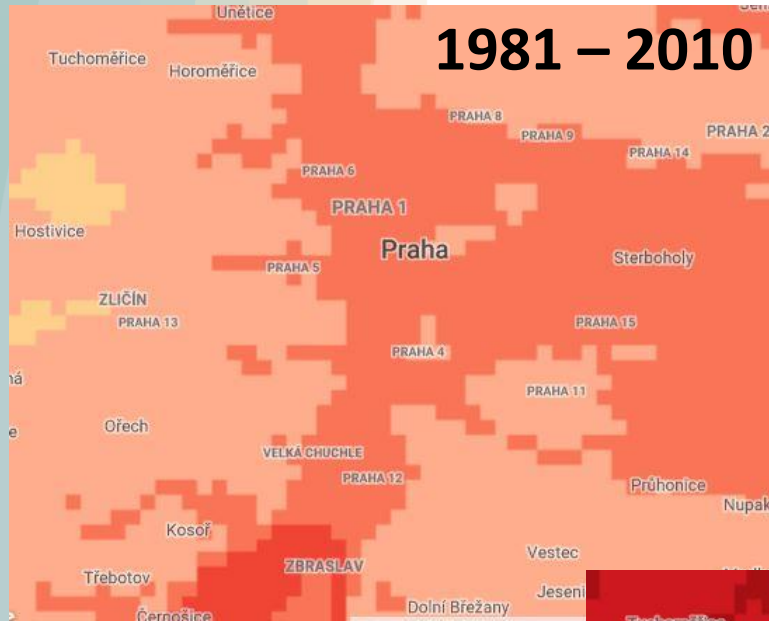 Unětice
1981 – 2010
Tuchoměřice
Horoměřice
PRAHA 8
PRAHA 9
PRAHA 2
PRAHA 14
PRAHA 6
PRAHA 1
Hostivice
Praha
Sterboholy
PRAHA 5
ZLIČÍN
PRAHA 13
PRAHA 15
PRAHA 4
ná
PRAHA 11
Ořech
e
VELKÁ CHUCHLE
PRAHA 12
Průhonice
Nupak
Kosoř
Vestec
ZBRASLAV
Třebotov
Jeseni
Dolní Břežany
Černošice